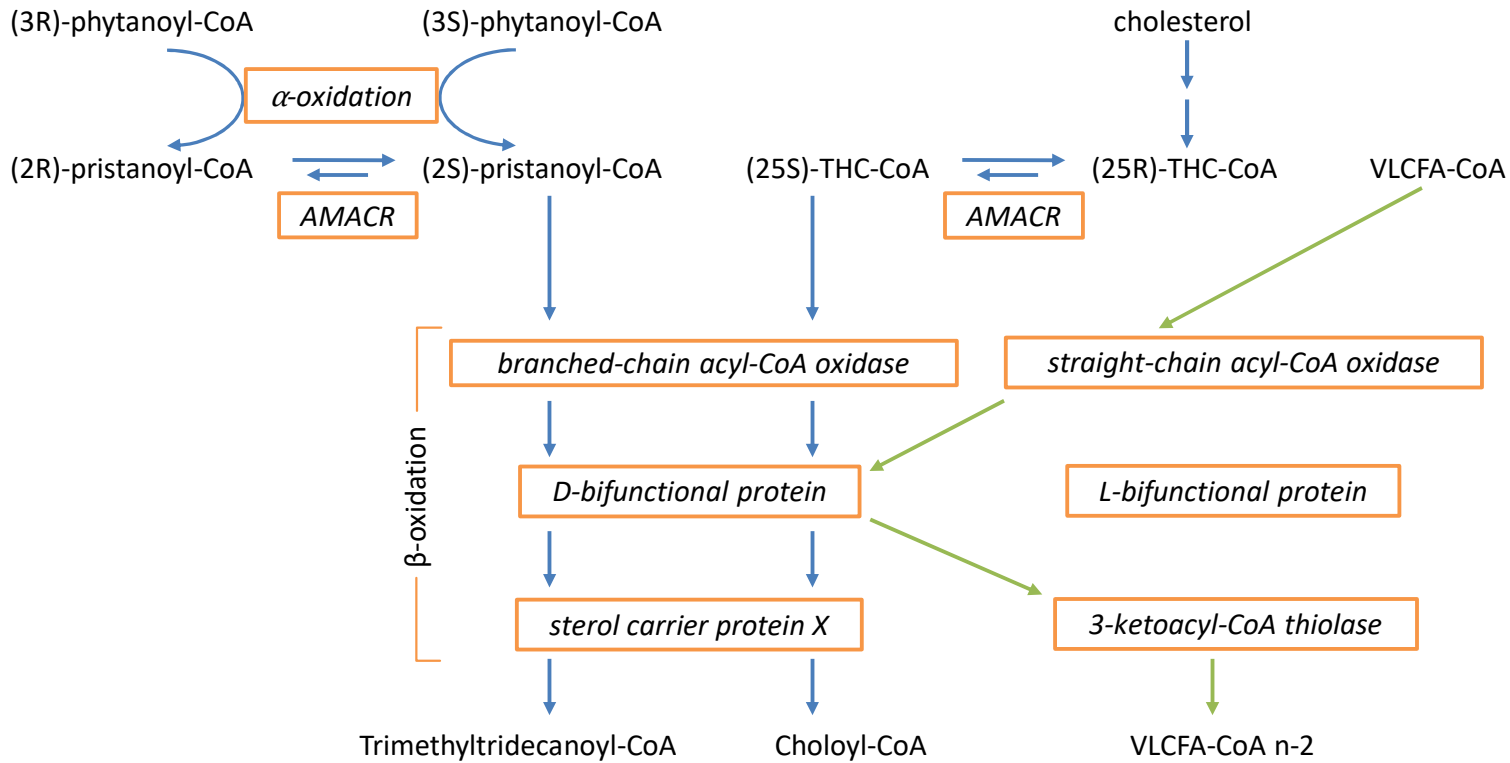 (3R)-phytanoyl-CoA
(3S)-phytanoyl-CoA
cholesterol
α-oxidation
(2R)-pristanoyl-CoA
(2S)-pristanoyl-CoA
(25S)-THC-CoA
(25R)-THC-CoA
VLCFA-CoA
AMACR
AMACR
branched-chain acyl-CoA oxidase
straight-chain acyl-CoA oxidase
β-oxidation
D-bifunctional protein
L-bifunctional protein
sterol carrier protein X
3-ketoacyl-CoA thiolase
Trimethyltridecanoyl-CoA
Choloyl-CoA
VLCFA-CoA n-2